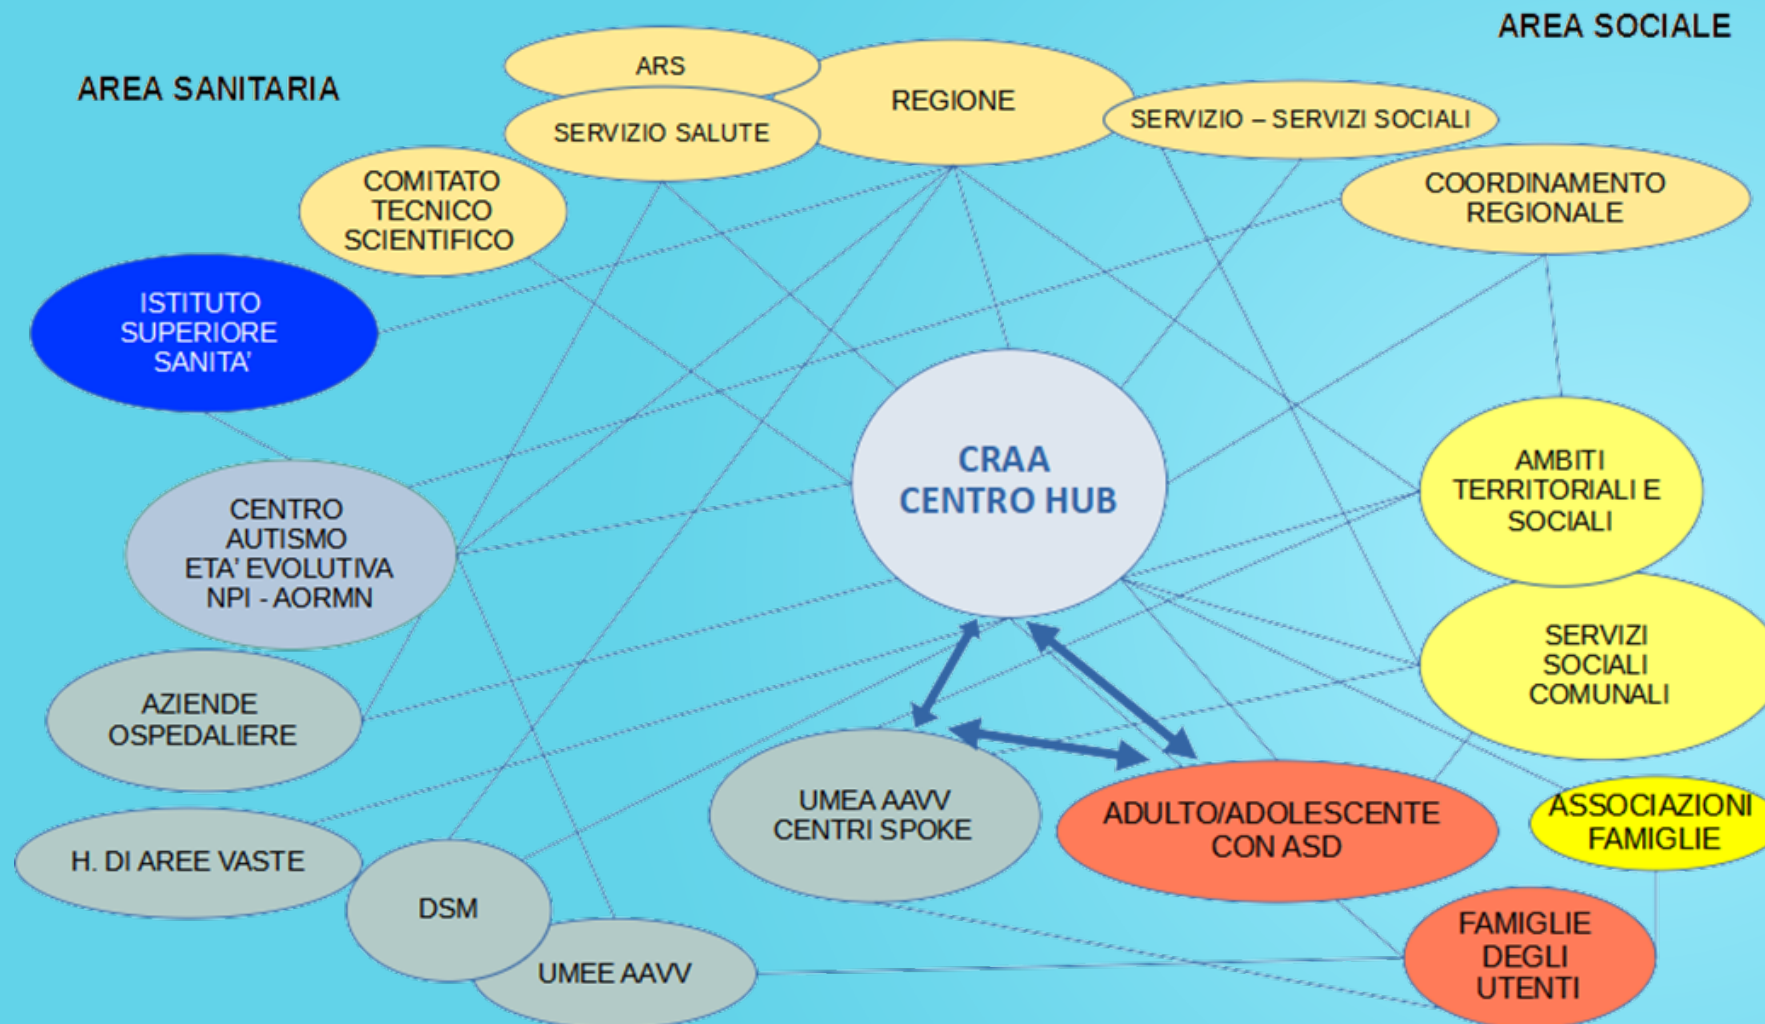 AREA SOCIALE
AREA SANITARIA
ARS
REGIONE
SERVIZIO SALUTE
SERVIZIO – SERVIZI SOCIALI
COMITATO
TECNICO
SCIENTIFICO
COORDINAMENTO
REGIONALE
ISTITUTO
SUPERIORE
SANITA'
CRAA
CENTRO HUB
AMBITI
TERRITORIALI E
SOCIALI
CENTRO
AUTISMO
ETA' EVOLUTIVA
NPI - AORMN
SERVIZI
SOCIALI
COMUNALI
AZIENDE
OSPEDALIERE
UMEA AAVV
CENTRI SPOKE
ADULTO/ADOLESCENTE
CON ASD
ASSOCIAZIONI
FAMIGLIE
H. DI AREE VASTE
DSM
UMEE AAVV
FAMIGLIE
DEGLI
UTENTI